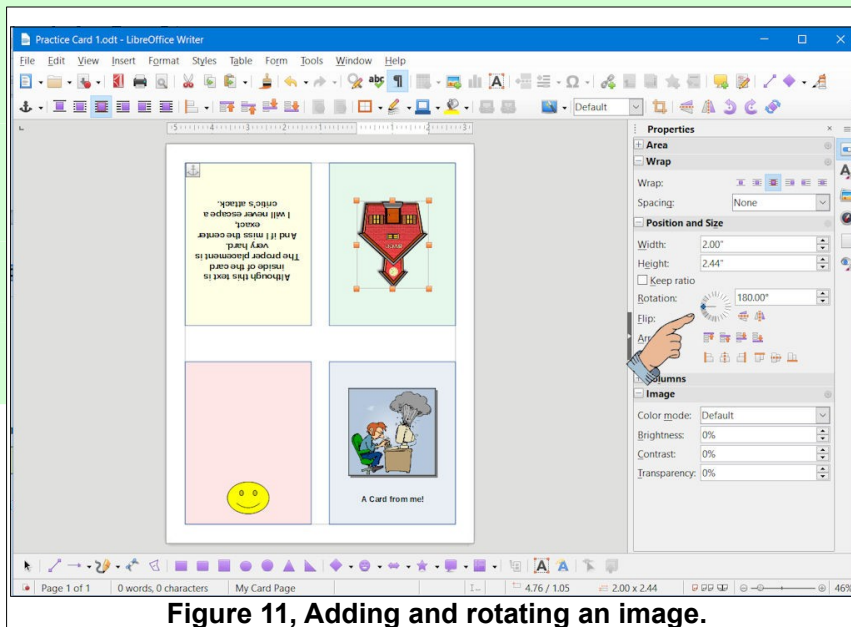 Practice Card 1.odt - LibreOffice Writer
File Edit View Insert Format Styles Table Form Tools Window Help
Default
Properties
Area
Wrap
Wrap:
Spacing: None
Position and Size
Width: 2.00"
Height: 2.44"
Keep ratio
Rotation: 180.00"
Flip:
Columns
Image
Color mode: Default
Brightness: 0%
Contrast: 0%
Transparency: 0%
Although this text is
inside of the card
The proper placement is
very hard.
And if I miss the center
exact,
I will never escape a
critic's attack.
A Card from me!
Page 1 of 1 0 words, 0 characters My Card Page 4.76 / 1.05 2.00 x 2.44 46%
Figure 11, Adding and rotating an image.